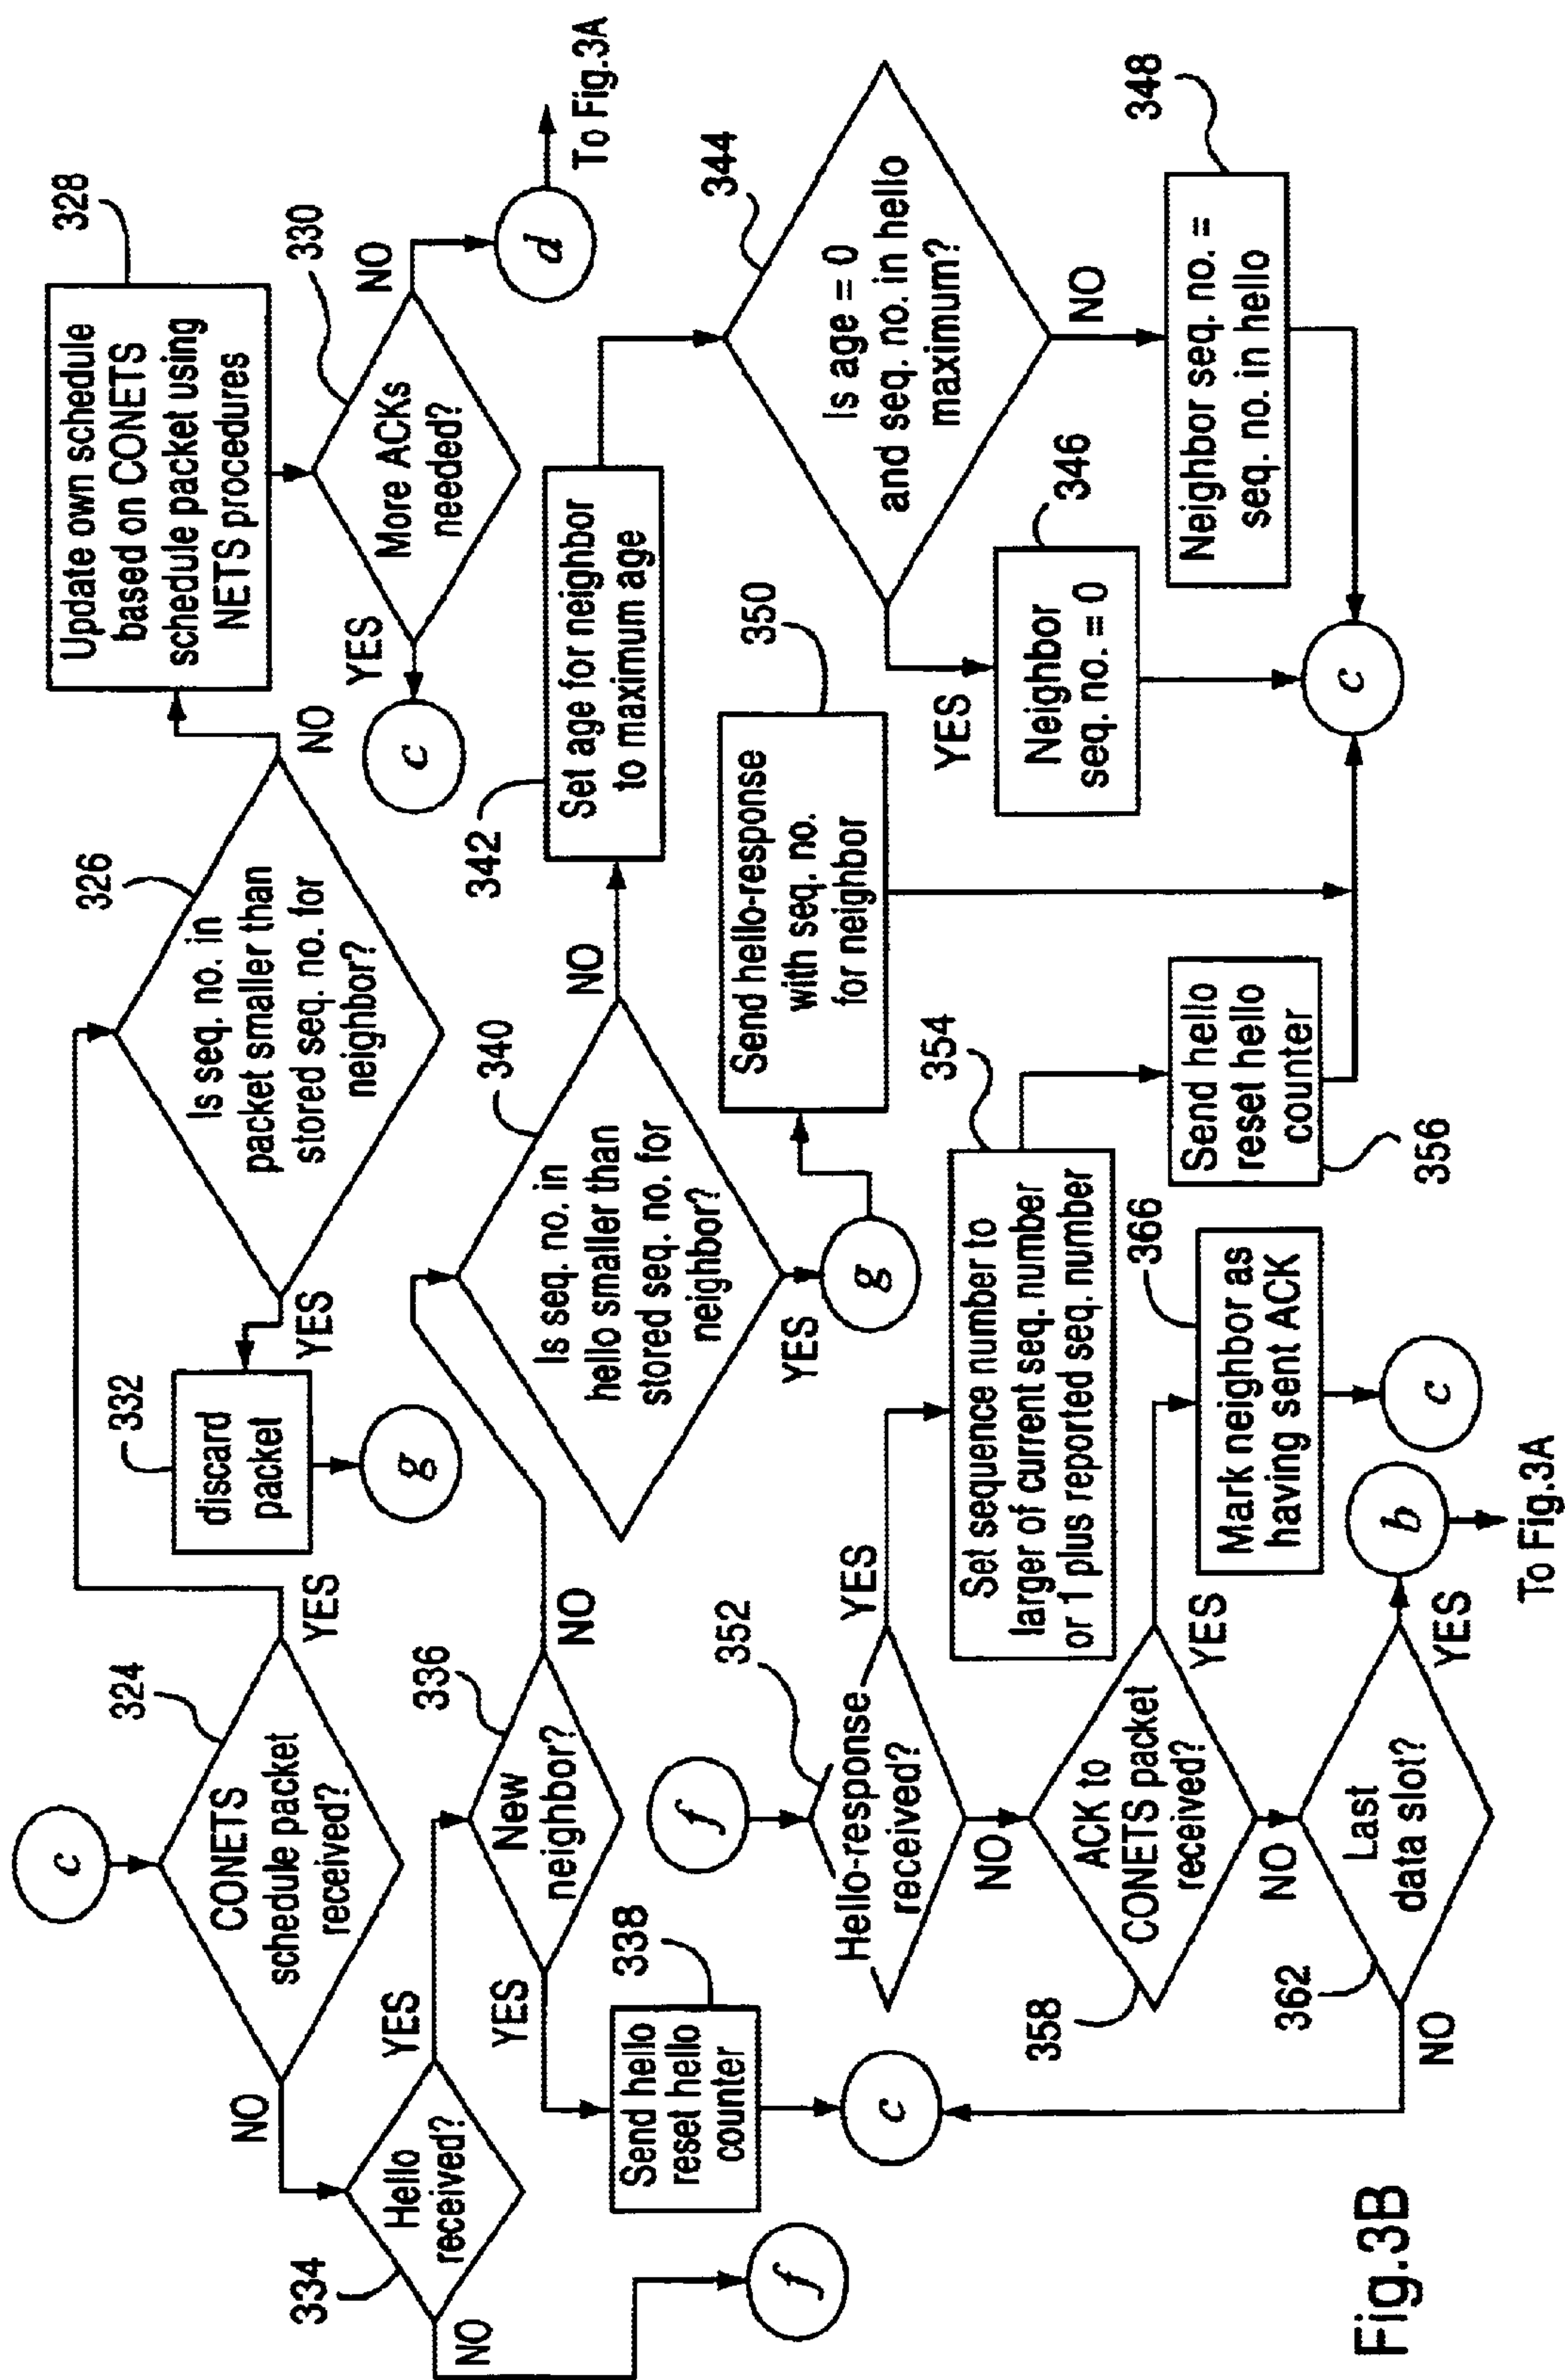 c
324
CONETS
schedule packet
received?
YES
NO
326
Is seq. no. in
packet smaller than
stored seq. no. for
neighbor?
NO
YES
328
Update own schedule
based on CONETS
schedule packet using
NETS procedures
330
More ACKs
needed?
NO
YES
d
To Fig.3A
c
332
discard
packet
g
334
Hello
received?
YES
NO
f
336
New
neighbor?
NO
YES
338
Send hello
reset hello
counter
c
340
Is seq. no. in
hello smaller than
stored seq. no. for
neighbor?
NO
YES
g
342
Set age for neighbor
to maximum age
344
Is age = 0
and seq. no. in hello
maximum?
YES
NO
346
Neighbor
seq. no. = 0
348
Neighbor seq. no. =
seq. no. in hello
350
Send hello-response
with seq. no.
for neighbor
c
f
352
Hello-response
received?
YES
NO
354
Set sequence number to
larger of current seq. number
or 1 plus reported seq. number
356
Send hello
reset hello
counter
358
ACK to
CONETS packet
received?
YES
NO
366
Mark neighbor as
having sent ACK
c
362
Last
data slot?
YES
NO
b
To Fig.3A
Fig.3B